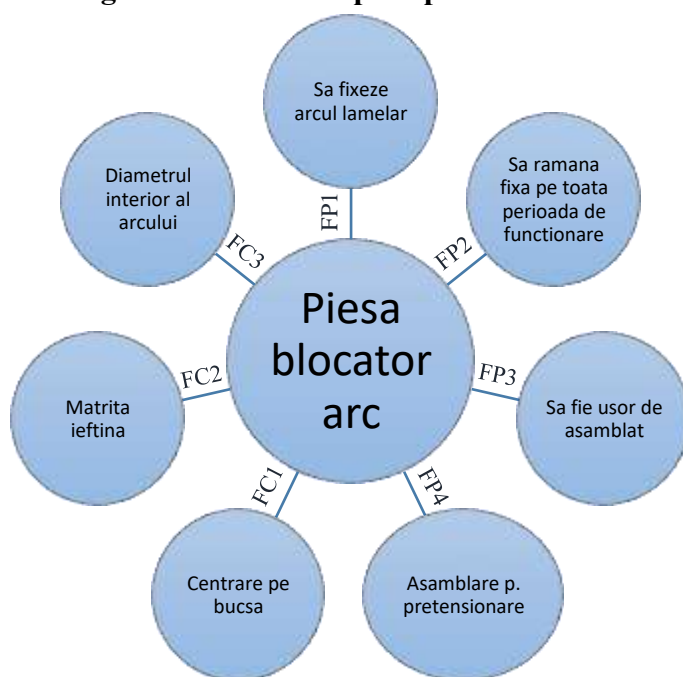 Sa fixeze
arcul lamelar
Diametrul
interior al
arcului
Sa ramana
fixa pe toata
perioada de
functionare
FP1
FC3
FP2
Piesa
blocator
arc
FC2
FP3
Matrita
ieftina
Sa fie usor de
asamblat
FC1
FP4
Centrare pe
bucsa
Asamblare p.
pretensionare